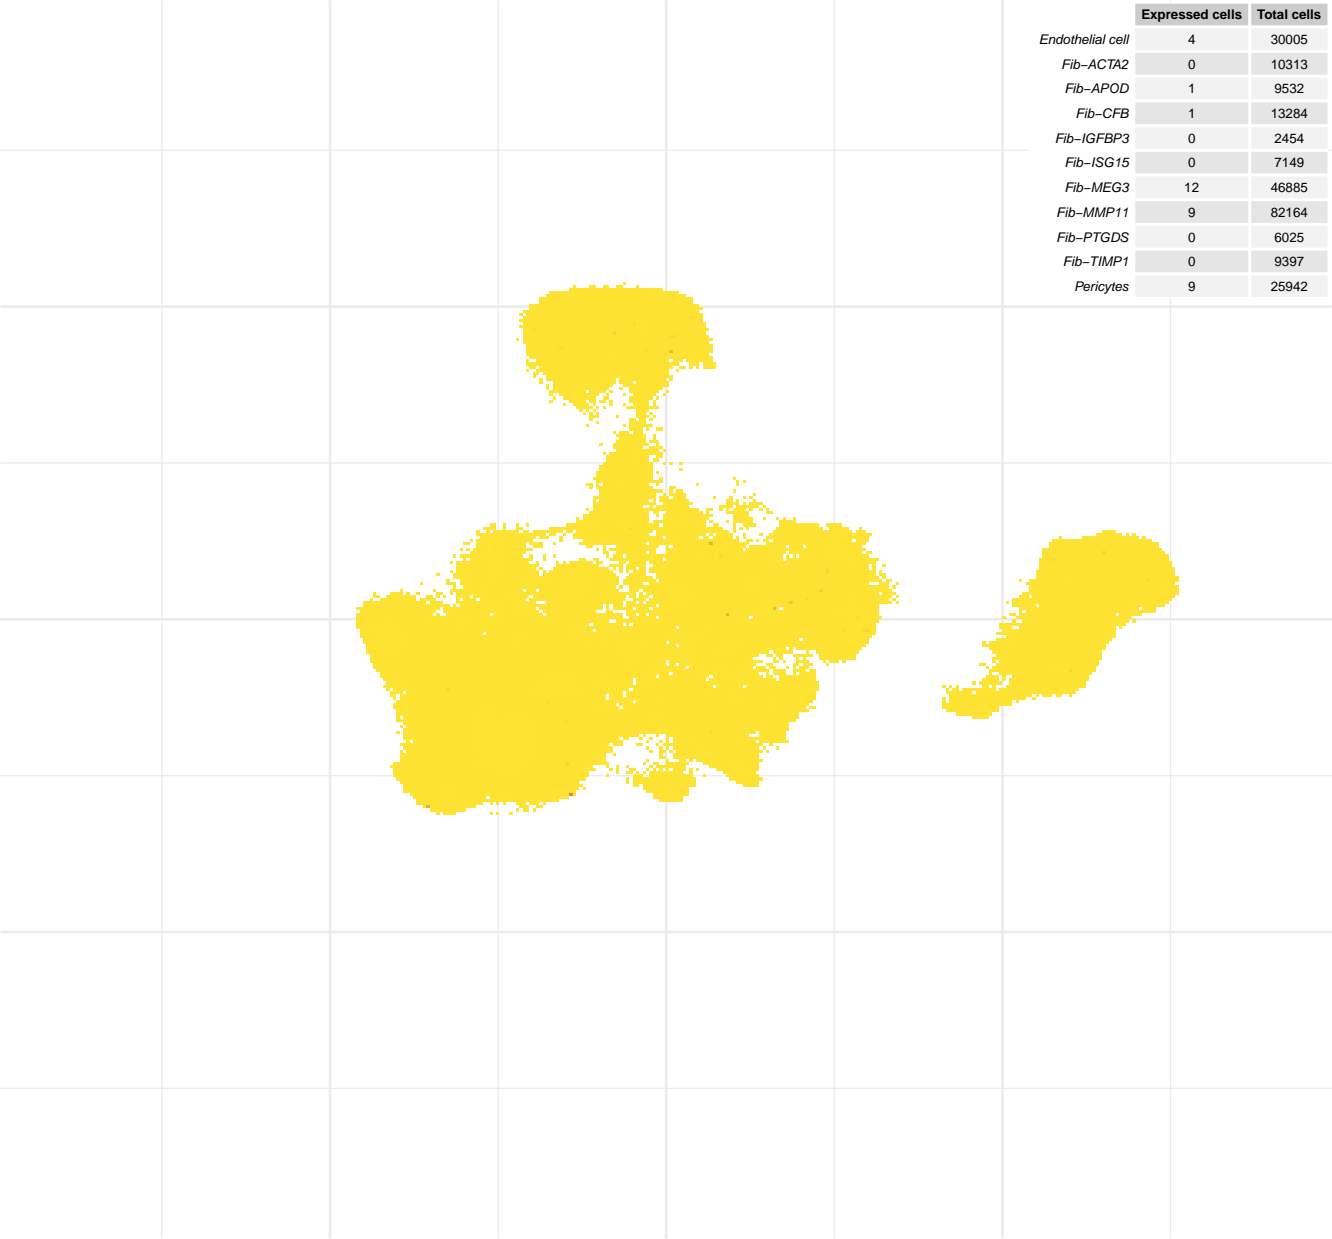 Expressed cells Total cells
Endothelial cell 4 30005
Fib−ACTA2 0 10313
Fib−APOD 1 9532
Fib−CFB 1 13284
Fib−IGFBP3 0 2454
Fib−ISG15 0 7149
Fib−MEG3 12 46885
Fib−MMP11 9 82164
Fib−PTGDS 0 6025
Fib−TIMP1 0 9397
Pericytes 9 25942